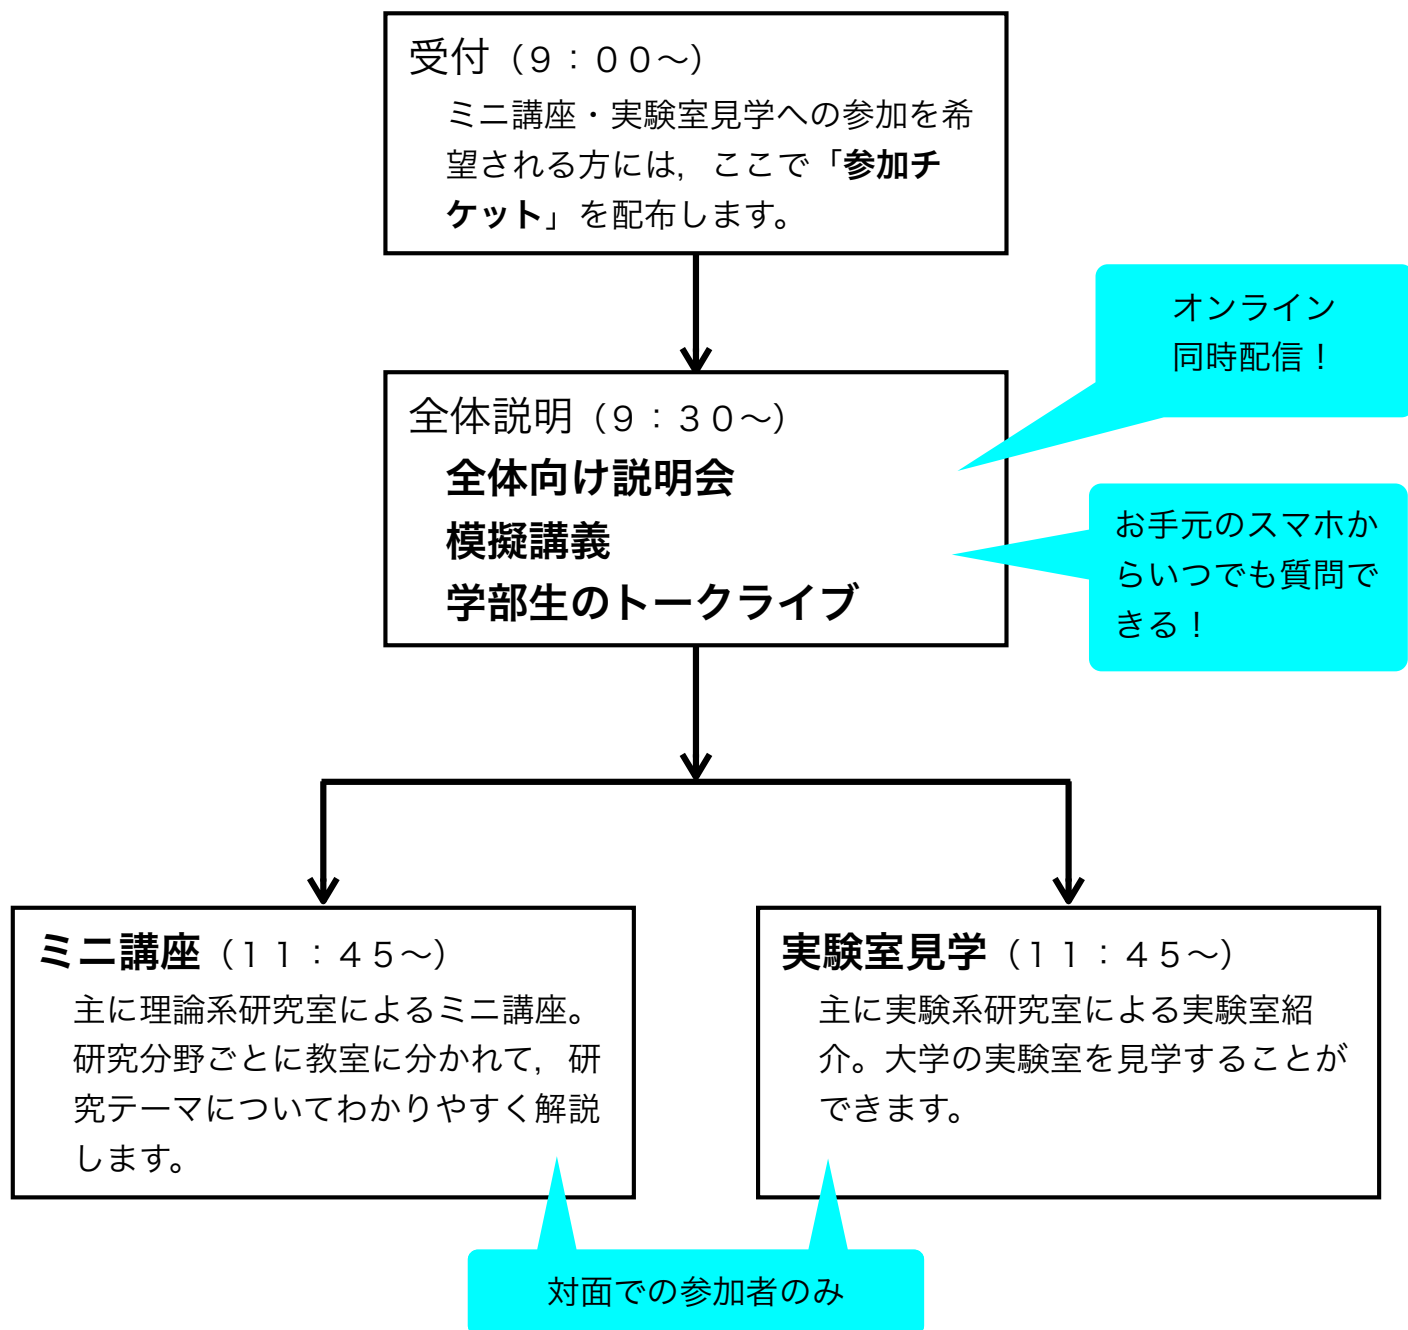 受付（９：００～）
ミニ講座・実験室見学への参加を希
望される方には，ここで「参加チ
ケット」を配布します。
オンライン
同時配信！
全体説明（９：３０～）
全体向け説明会
模擬講義
学部生のトークライブ
お手元のスマホか
らいつでも質問で
きる！
ミニ講座（１１：４５～）
主に理論系研究室によるミニ講座。
研究分野ごとに教室に分かれて，研
究テーマについてわかりやすく解説
します。
実験室見学（１１：４５～）
主に実験系研究室による実験室紹
介。大学の実験室を見学することが
できます。
対面での参加者のみ